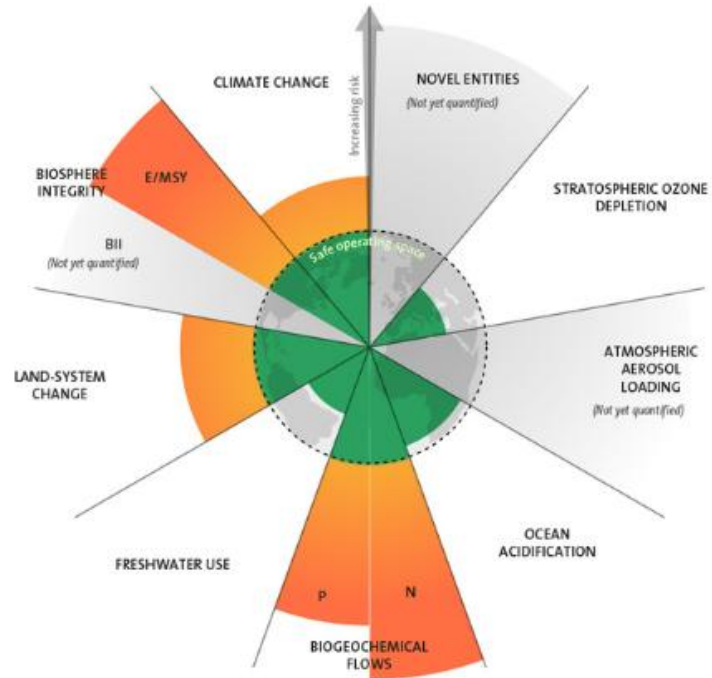 CLIMATE CHANGE
Increasing risk
NOVEL ENTITIES
(Not yet quantified)
STRATOSPHERIC OZONE
DEPLETION
ATMOSPHERIC
AEROSOL
LOADING
(Not yet quantified)
OCEAN
ACIDIFICATION
BIOGEOCHEMICAL
FLOWS
P
N
FRESHWATER USE
LAND-SYSTEM
CHANGE
BIOSPHERE
INTEGRITY
E/MSY
BII
(Not yet quantified)
Safe operating space